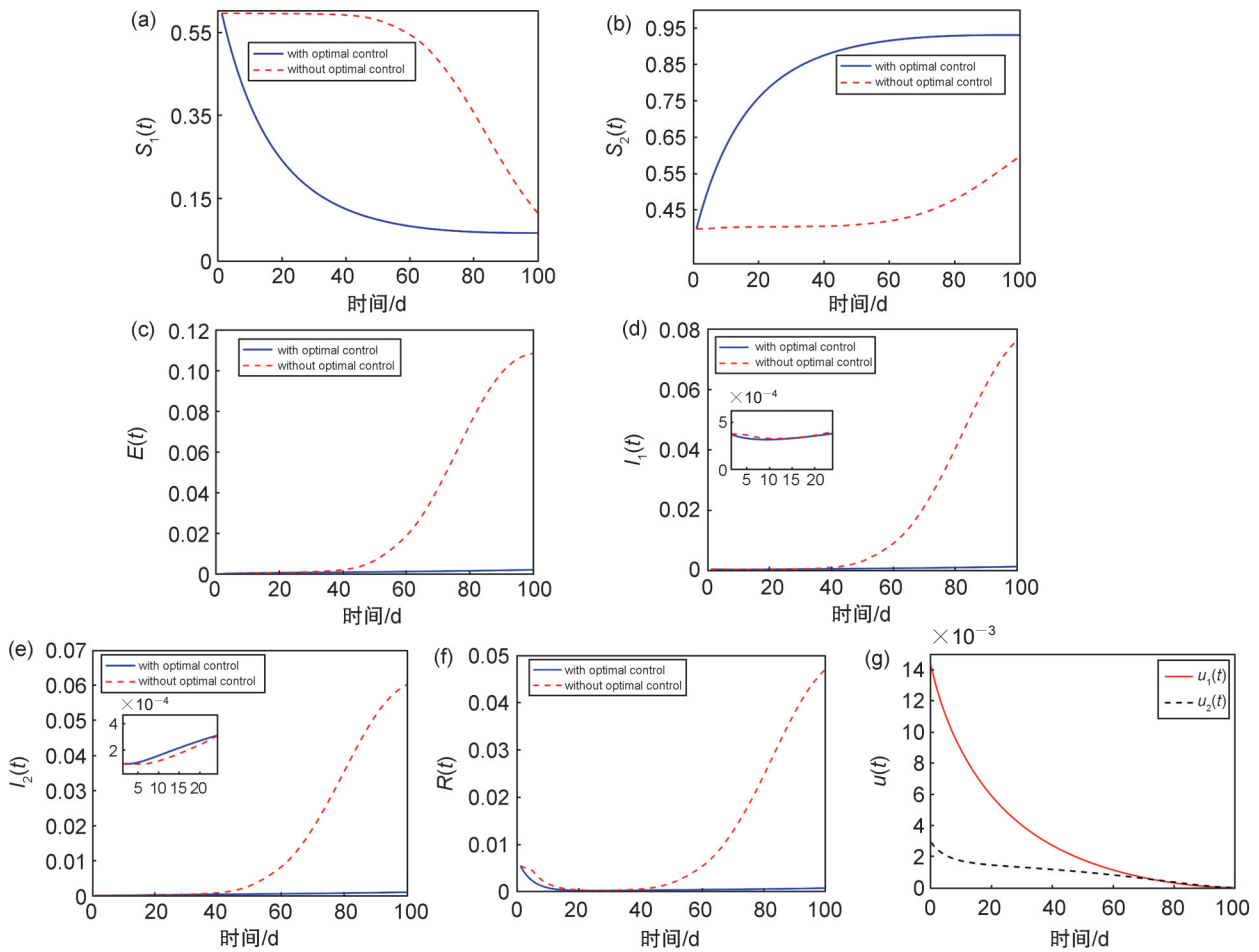 (a)
0.55
0.35
0.15
0
S₁(t)
with optimal control
without optimal control
0 20 40 60 80 100
时间/d
(b)
0.95
0.85
0.75
0.65
0.55
0.45
S₂(t)
with optimal control
without optimal control
0 20 40 60 80 100
时间/d
(c)
0.12
0.10
0.08
0.06
0.04
0.02
0
E(t)
with optimal control
without optimal control
0 20 40 60 80 100
时间/d
(d)
0.08
0.06
0.04
0.02
0
I₁(t)
with optimal control
without optimal control
×10⁻⁴
5
0
5 10 15 20
0 20 40 60 80 100
时间/d
(e)
0.07
0.06
0.05
0.04
0.03
0.02
0.01
0
I₂(t)
with optimal control
without optimal control
×10⁻⁴
4
2
5 10 15 20
0 20 40 60 80 100
时间/d
(f)
0.05
0.04
0.03
0.02
0.01
0
R(t)
with optimal control
without optimal control
0 20 40 60 80 100
时间/d
(g)
×10⁻³
14
12
10
8
6
4
2
0
u(t)
u₁(t)
u₂(t)
0 20 40 60 80 100
时间/d